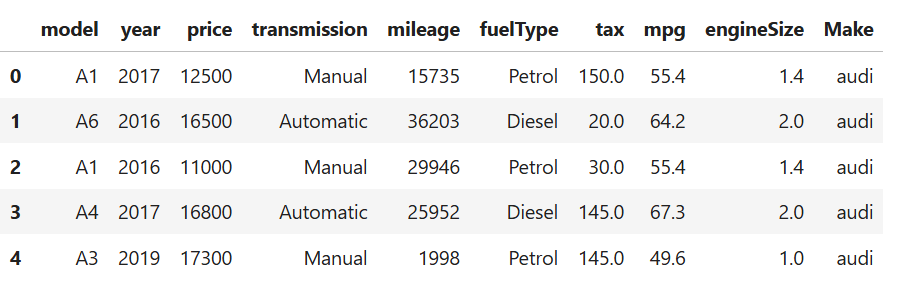 model year price transmission mileage fuelType tax mpg engineSize Make
0 A1 2017 12500 Manual 15735 Petrol 150.0 55.4 1.4 audi
1 A6 2016 16500 Automatic 36203 Diesel 20.0 64.2 2.0 audi
2 A1 2016 11000 Manual 29946 Petrol 30.0 55.4 1.4 audi
3 A4 2017 16800 Automatic 25952 Diesel 145.0 67.3 2.0 audi
4 A3 2019 17300 Manual 1998 Petrol 145.0 49.6 1.0 audi